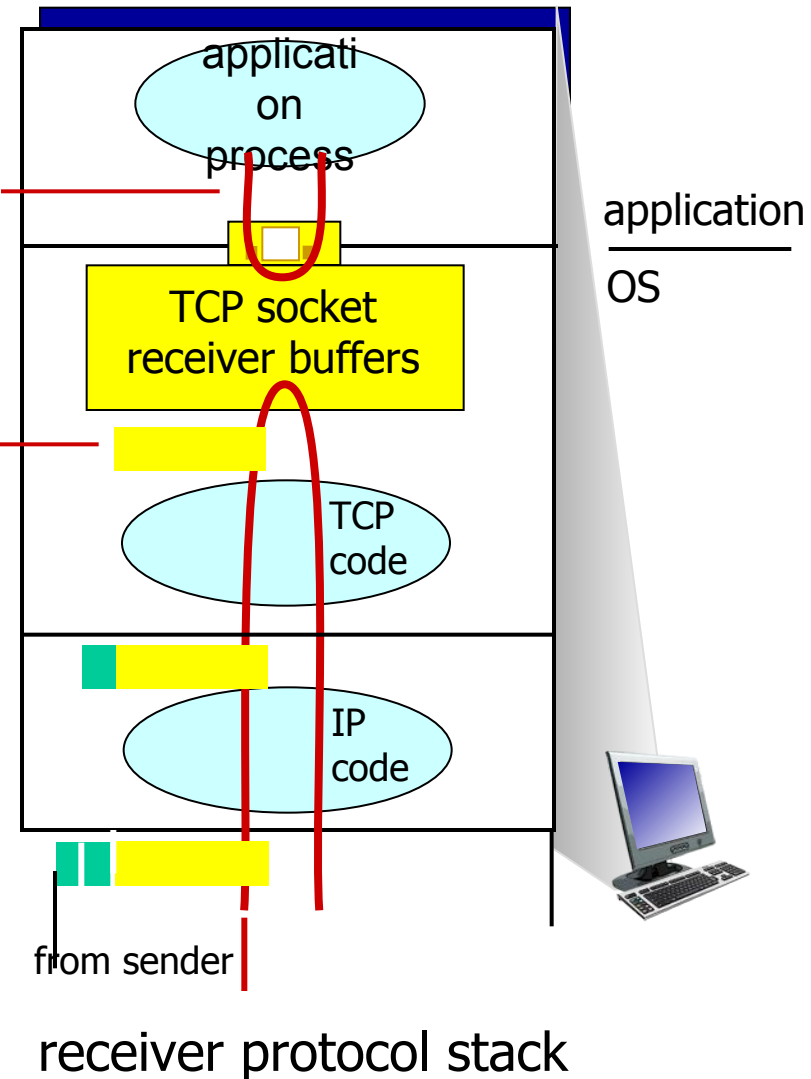 applicati
on
process
application
OS
TCP socket
receiver buffers
TCP
code
IP
code
from sender
receiver protocol stack